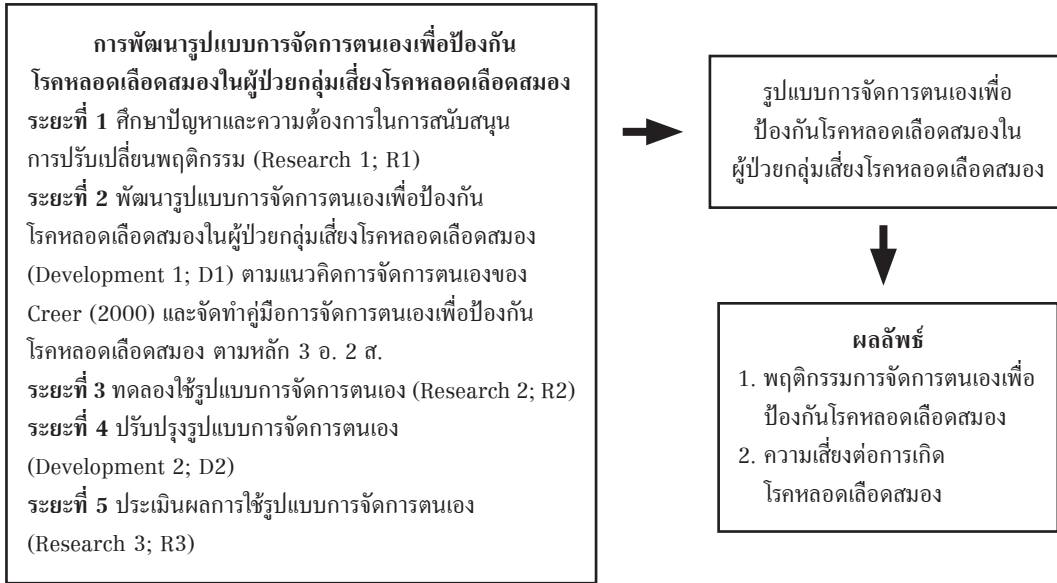 การพัฒนารูปแบบการจัดการตนเองเพื่อป้องกัน
โรคหลอดเลือดสมองในผู้ป่วยกลุ่มเสี่ยงโรคหลอดเลือดสมอง
ระยะที่ 1 ศึกษาปัญหาและความต้องการในการสนับสนุน
การปรับเปลี่ยนพฤติกรรม (Research 1; R1)
ระยะที่ 2 พัฒนารูปแบบการจัดการตนเองเพื่อป้องกัน
โรคหลอดเลือดสมองในผู้ป่วยกลุ่มเสี่ยงโรคหลอดเลือดสมอง
(Development 1; D1) ตามแนวคิดการจัดการตนเองของ
Creer (2000) และจัดทำคู่มือการจัดการตนเองเพื่อป้องกัน
โรคหลอดเลือดสมอง ตามหลัก 3 อ. 2 ส.
ระยะที่ 3 ทดลองใช้รูปแบบการจัดการตนเอง (Research 2; R2)
ระยะที่ 4 ปรับปรุงรูปแบบการจัดการตนเอง
(Development 2; D2)
ระยะที่ 5 ประเมินผลการใช้รูปแบบการจัดการตนเอง
(Research 3; R3)
รูปแบบการจัดการตนเองเพื่อ
ป้องกันโรคหลอดเลือดสมองใน
ผู้ป่วยกลุ่มเสี่ยงโรคหลอดเลือดสมอง
ผลลัพธ์
1. พฤติกรรมการจัดการตนเองเพื่อ
ป้องกันโรคหลอดเลือดสมอง
2. ความเสี่ยงต่อการเกิด
โรคหลอดเลือดสมอง